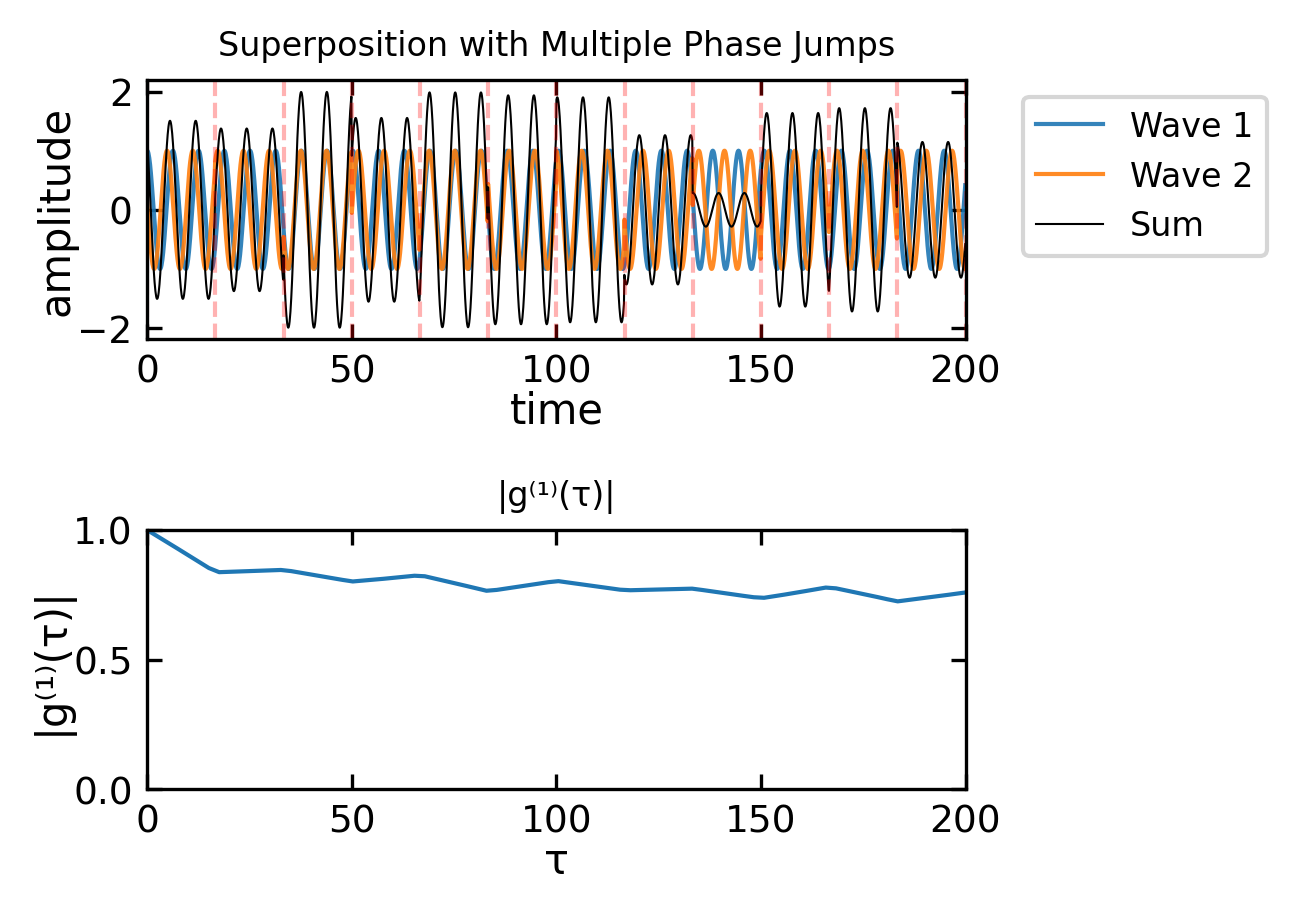 Superposition with Multiple Phase Jumps
2
0
−2
amplitude
0 50 100 150 200
time
Wave 1
Wave 2
Sum
|g⁽¹⁾(τ)|
1.0
0.5
0.0
|g⁽¹⁾(τ)|
0 50 100 150 200
τ